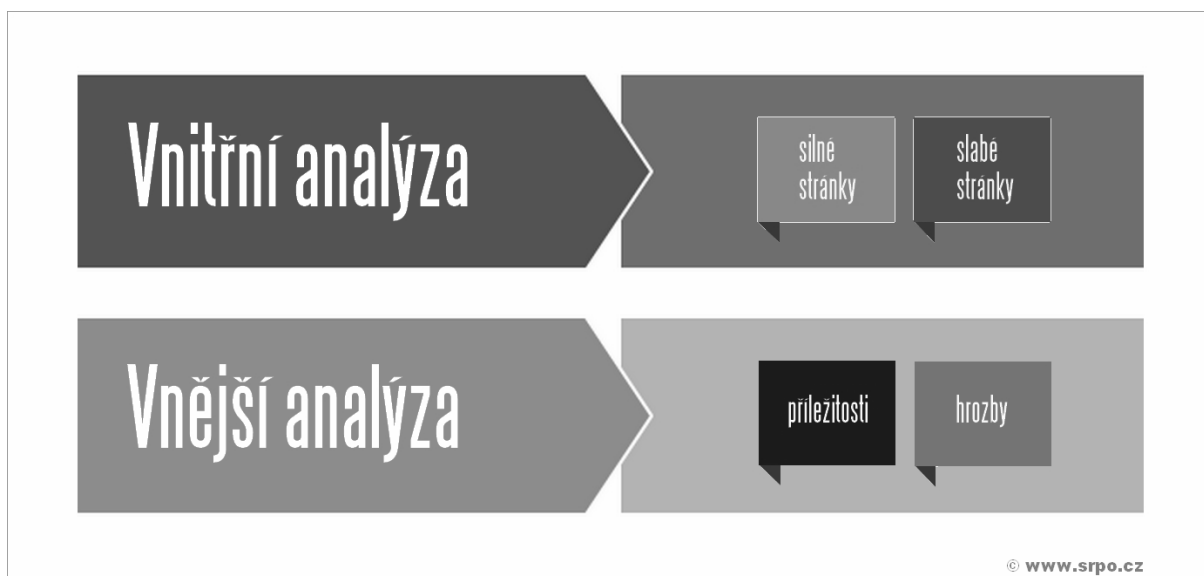 Vnitřní analýza
silné
stránky
slabé
stránky
Vnější analýza
příležitosti
hrozby
© www.srpo.cz